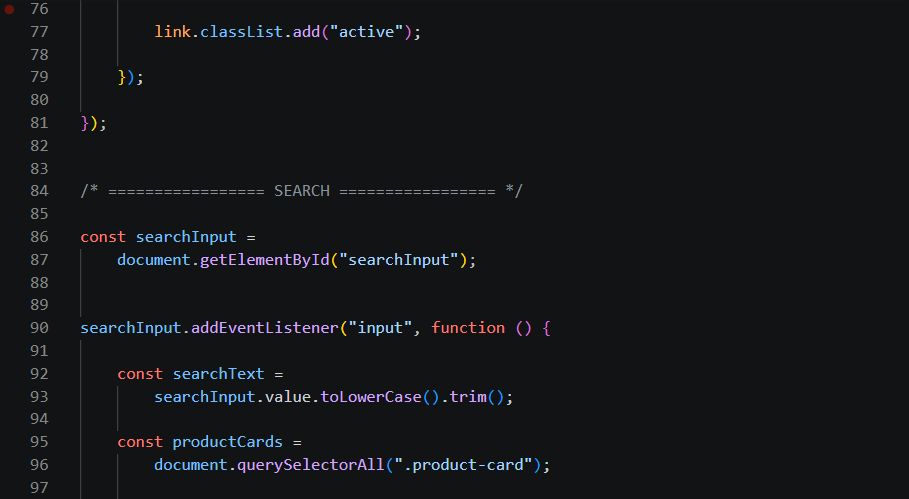 76
77 link.classList.add("active");
78
79 });
80
81 });
82
83
84 /* ================= SEARCH ================= */
85
86 const searchInput =
87 document.getElementById("searchInput");
88
89
90 searchInput.addEventListener("input", function () {
91
92 const searchText =
93 searchInput.value.toLowerCase().trim();
94
95 const productCards =
96 document.querySelectorAll(".product-card");
97